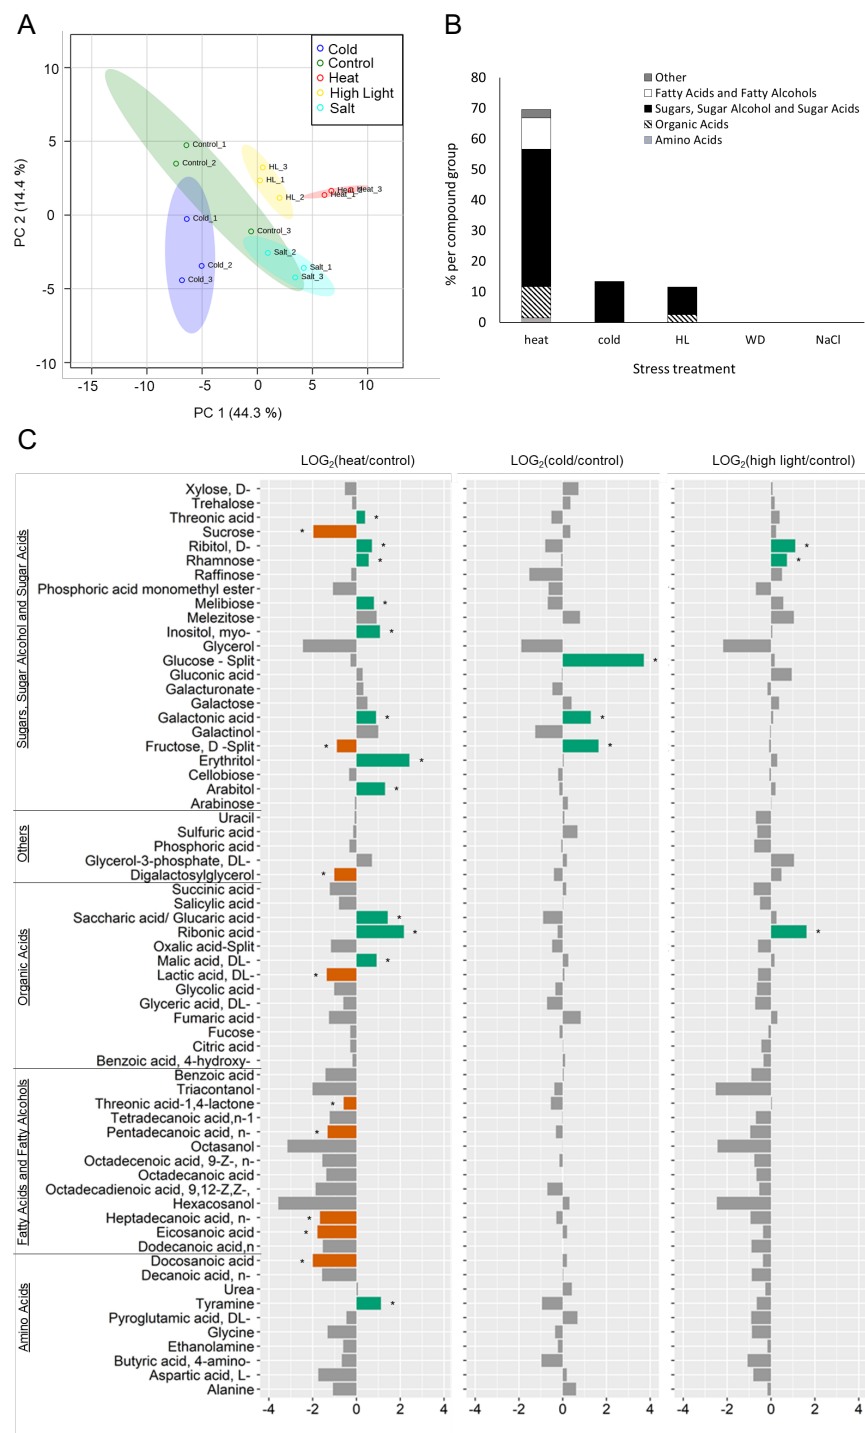 A
Cold
Control
Heat
High Light
Salt
10
5
0
-5
-10
-15
-10
-5
0
5
10
PC 2 (14.4 %)
PC 1 (44.3 %)
Control_1
Control_2
Control_3
Cold_1
Cold_2
Cold_3
HL_3
HL_1
HL_2
Heat_1
Heat_3
Salt_2
Salt_1
Salt_3
B
Other
Fatty Acids and Fatty Alcohols
Sugars, Sugar Alcohol and Sugar Acids
Organic Acids
Amino Acids
% per compound group
80
70
60
50
40
30
20
10
0
heat cold HL WD NaCl
Stress treatment
C
LOG2(heat/control) LOG2(cold/control) LOG2(high light/control)
Sugars, Sugar Alcohol and Sugar Acids
Xylose, D-
Trehalose
Threonic acid *
Sucrose *
Ribitol, D- * *
Rhamnose * *
Raffinose
Phosphoric acid monomethyl ester
Melibiose *
Melezitose
Inositol, myo- *
Glycerol
Glucose - Split *
Gluconic acid
Galacturonate
Galactose
Galactonic acid * *
Galactinol
Fructose, D -Split * *
Erythritol *
Cellobiose
Arabitol *
Arabinose
Others
Uracil
Sulfuric acid
Phosphoric acid
Glycerol-3-phosphate, DL-
Digalactosylglycerol *
Organic Acids
Succinic acid
Salicylic acid
Saccharic acid/ Glucaric acid *
Ribonic acid * *
Oxalic acid-Split
Malic acid, DL- *
Lactic acid, DL- *
Glycolic acid
Glyceric acid, DL-
Fumaric acid
Fucose
Citric acid
Benzoic acid, 4-hydroxy-
Fatty Acids and Fatty Alcohols
Benzoic acid
Triacontanol
Threonic acid-1,4-lactone *
Tetradecanoic acid,n-1
Pentadecanoic acid, n- *
Octasanol
Octadecenoic acid, 9-Z-, n-
Octadecanoic acid
Octadecadienoic acid, 9,12-Z,Z-,
Hexacosanol
Heptadecanoic acid, n- *
Eicosanoic acid *
Dodecanoic acid,n
Amino Acids
Docosanoic acid *
Decanoic acid, n-
Urea
Tyramine *
Pyroglutamic acid, DL-
Glycine
Ethanolamine
Butyric acid, 4-amino-
Aspartic acid, L-
Alanine
-4 -2 0 2 4 -4 -2 0 2 4 -4 -2 0 2 4